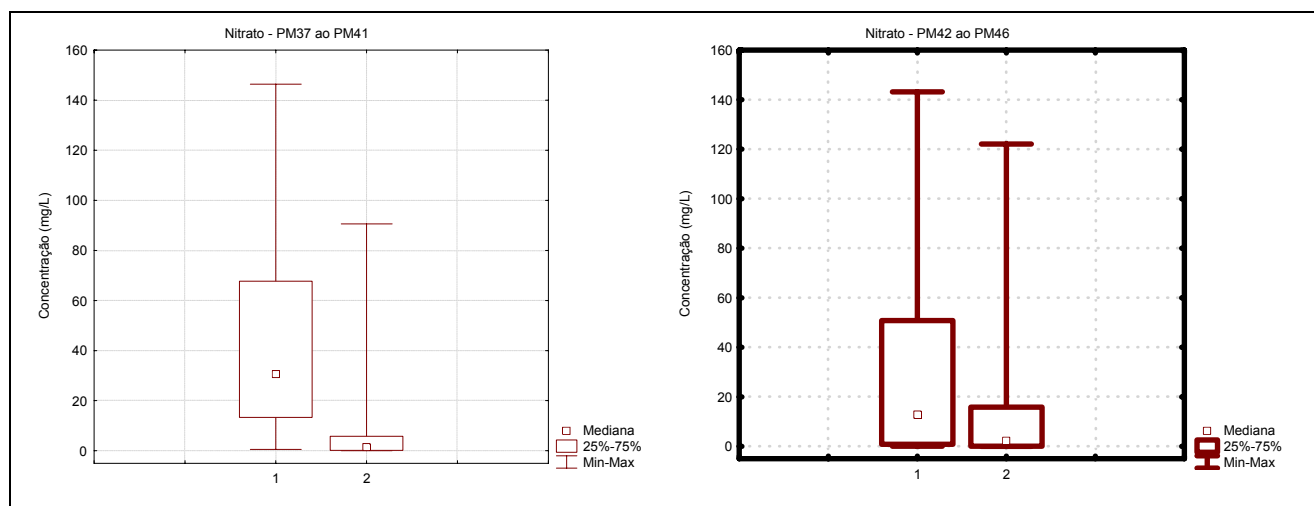 Nitrato - PM37 ao PM41
160
140
120
100
80
60
40
20
0
Concentração (mg/L)
1 2
Mediana
25%-75%
Min-Max
Nitrato - PM42 ao PM46
160
140
120
100
80
60
40
20
0
Concentração (mg/L)
1 2
Mediana
25%-75%
Min-Max